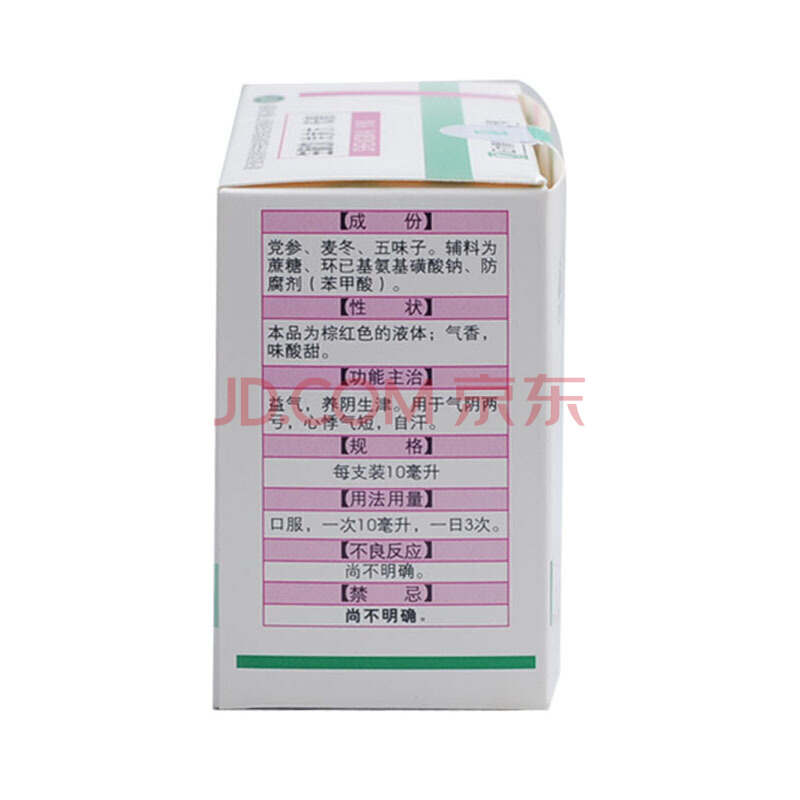 【成 份】
党参、麦冬、五味子。辅料为
蔗糖、环已基氨基磺酸钠、防
腐剂（苯甲酸）。
【性 状】
本品为棕红色的液体；气香，
味酸甜。
【功能主治】
益气，养阴生津。用于气阴两
亏，心悸气短，自汗。
JD.COM 京东
【规 格】
每支装10毫升
【用法用量】
口服，一次10毫升，一日3次。
【不良反应】
尚不明确。
【禁 忌】
尚不明确。